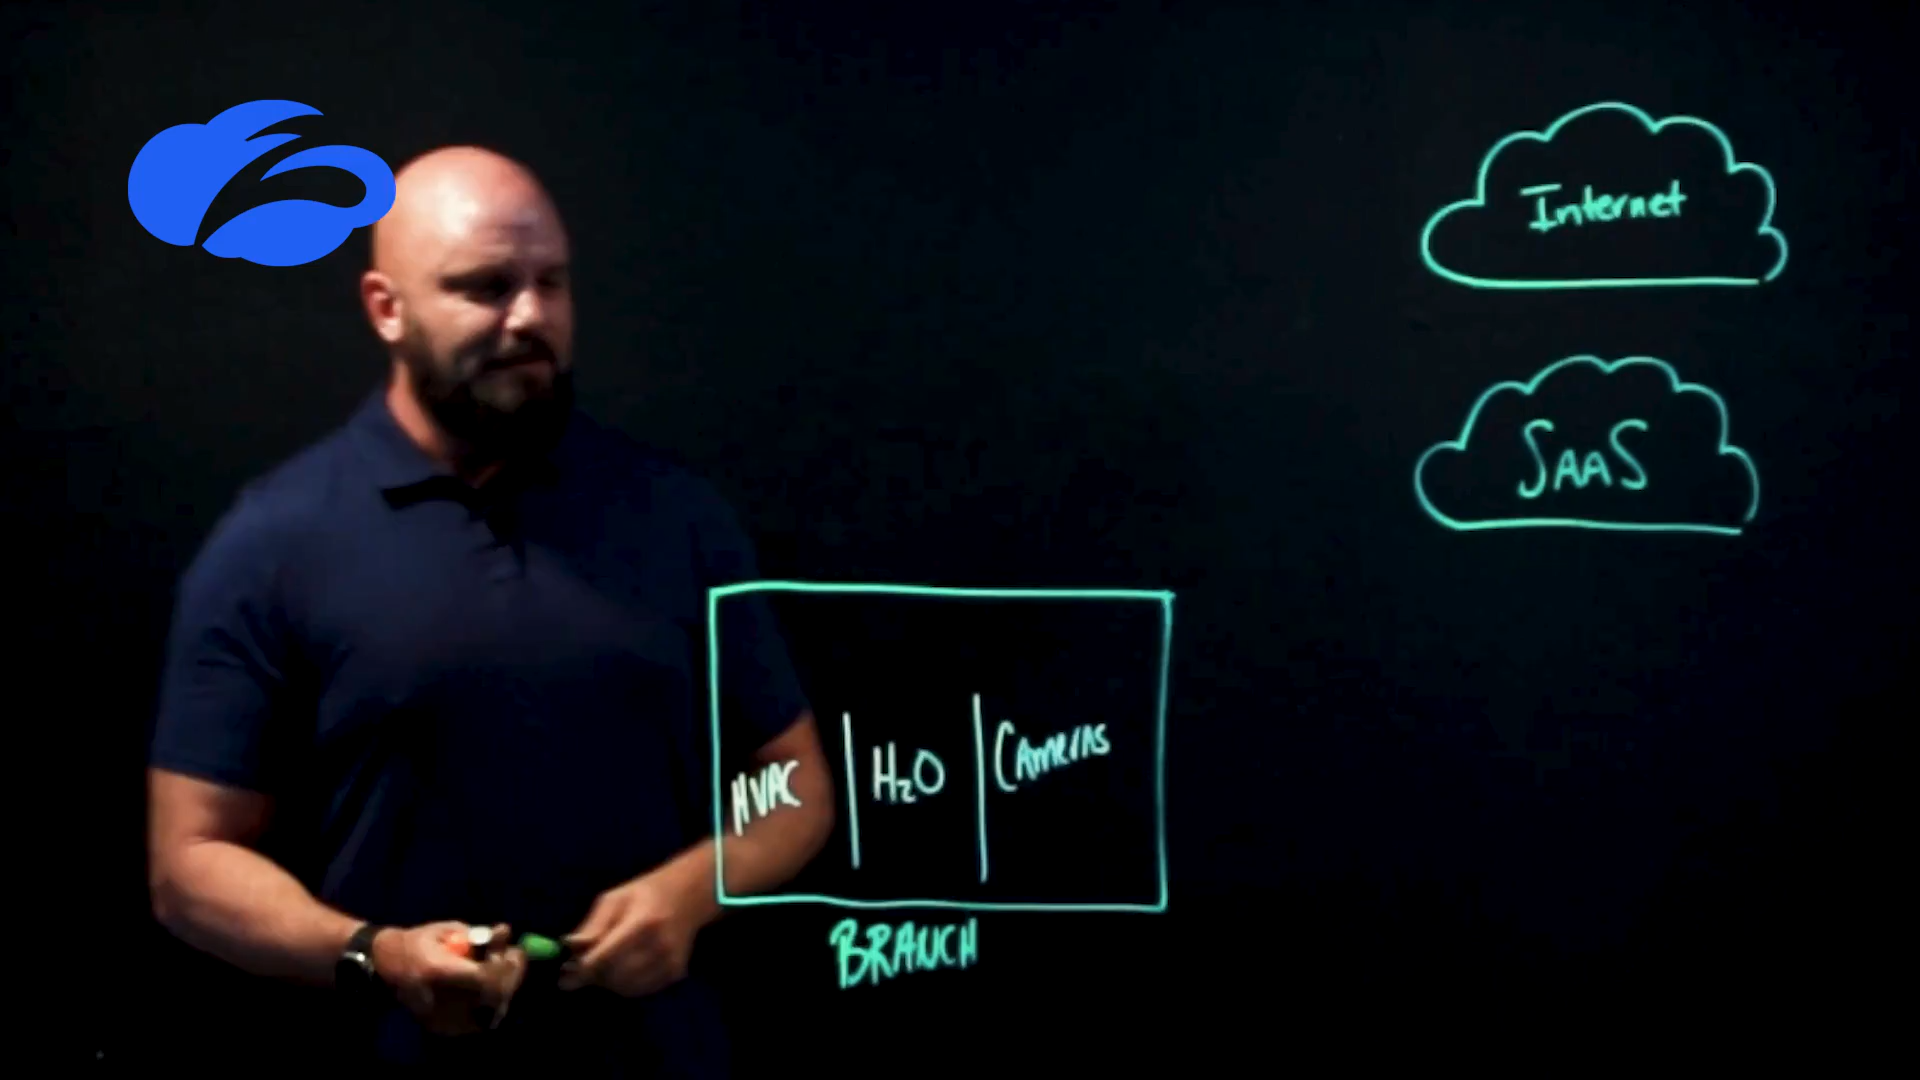 Internet
SAAS
HVAC
H₂O
CAMERAS
BRANCH